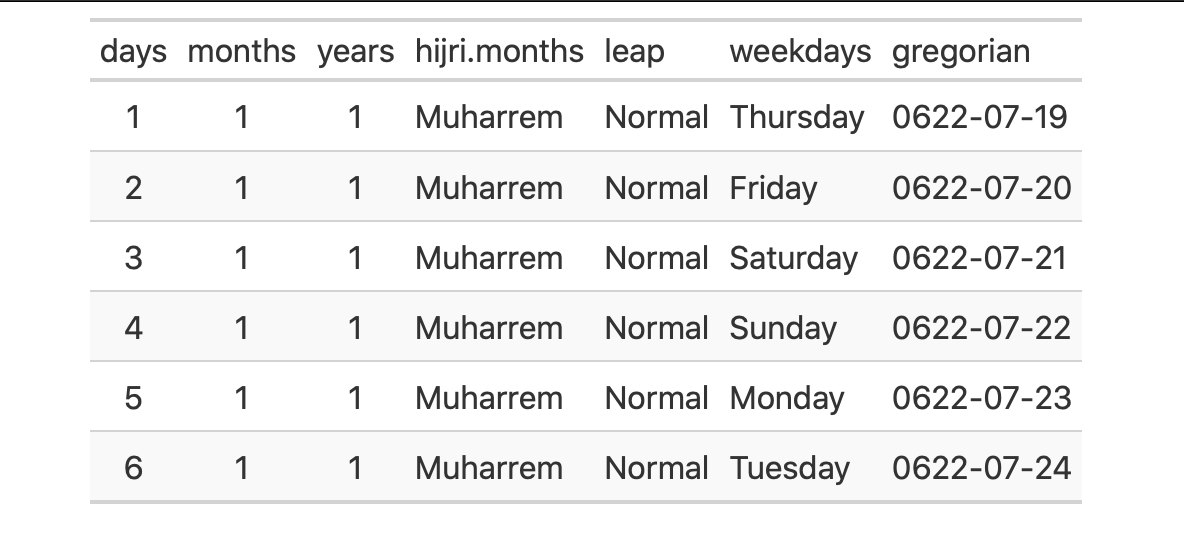 days months years hijri.months leap weekdays gregorian
1 1 1 Muharrem Normal Thursday 0622-07-19
2 1 1 Muharrem Normal Friday 0622-07-20
3 1 1 Muharrem Normal Saturday 0622-07-21
4 1 1 Muharrem Normal Sunday 0622-07-22
5 1 1 Muharrem Normal Monday 0622-07-23
6 1 1 Muharrem Normal Tuesday 0622-07-24